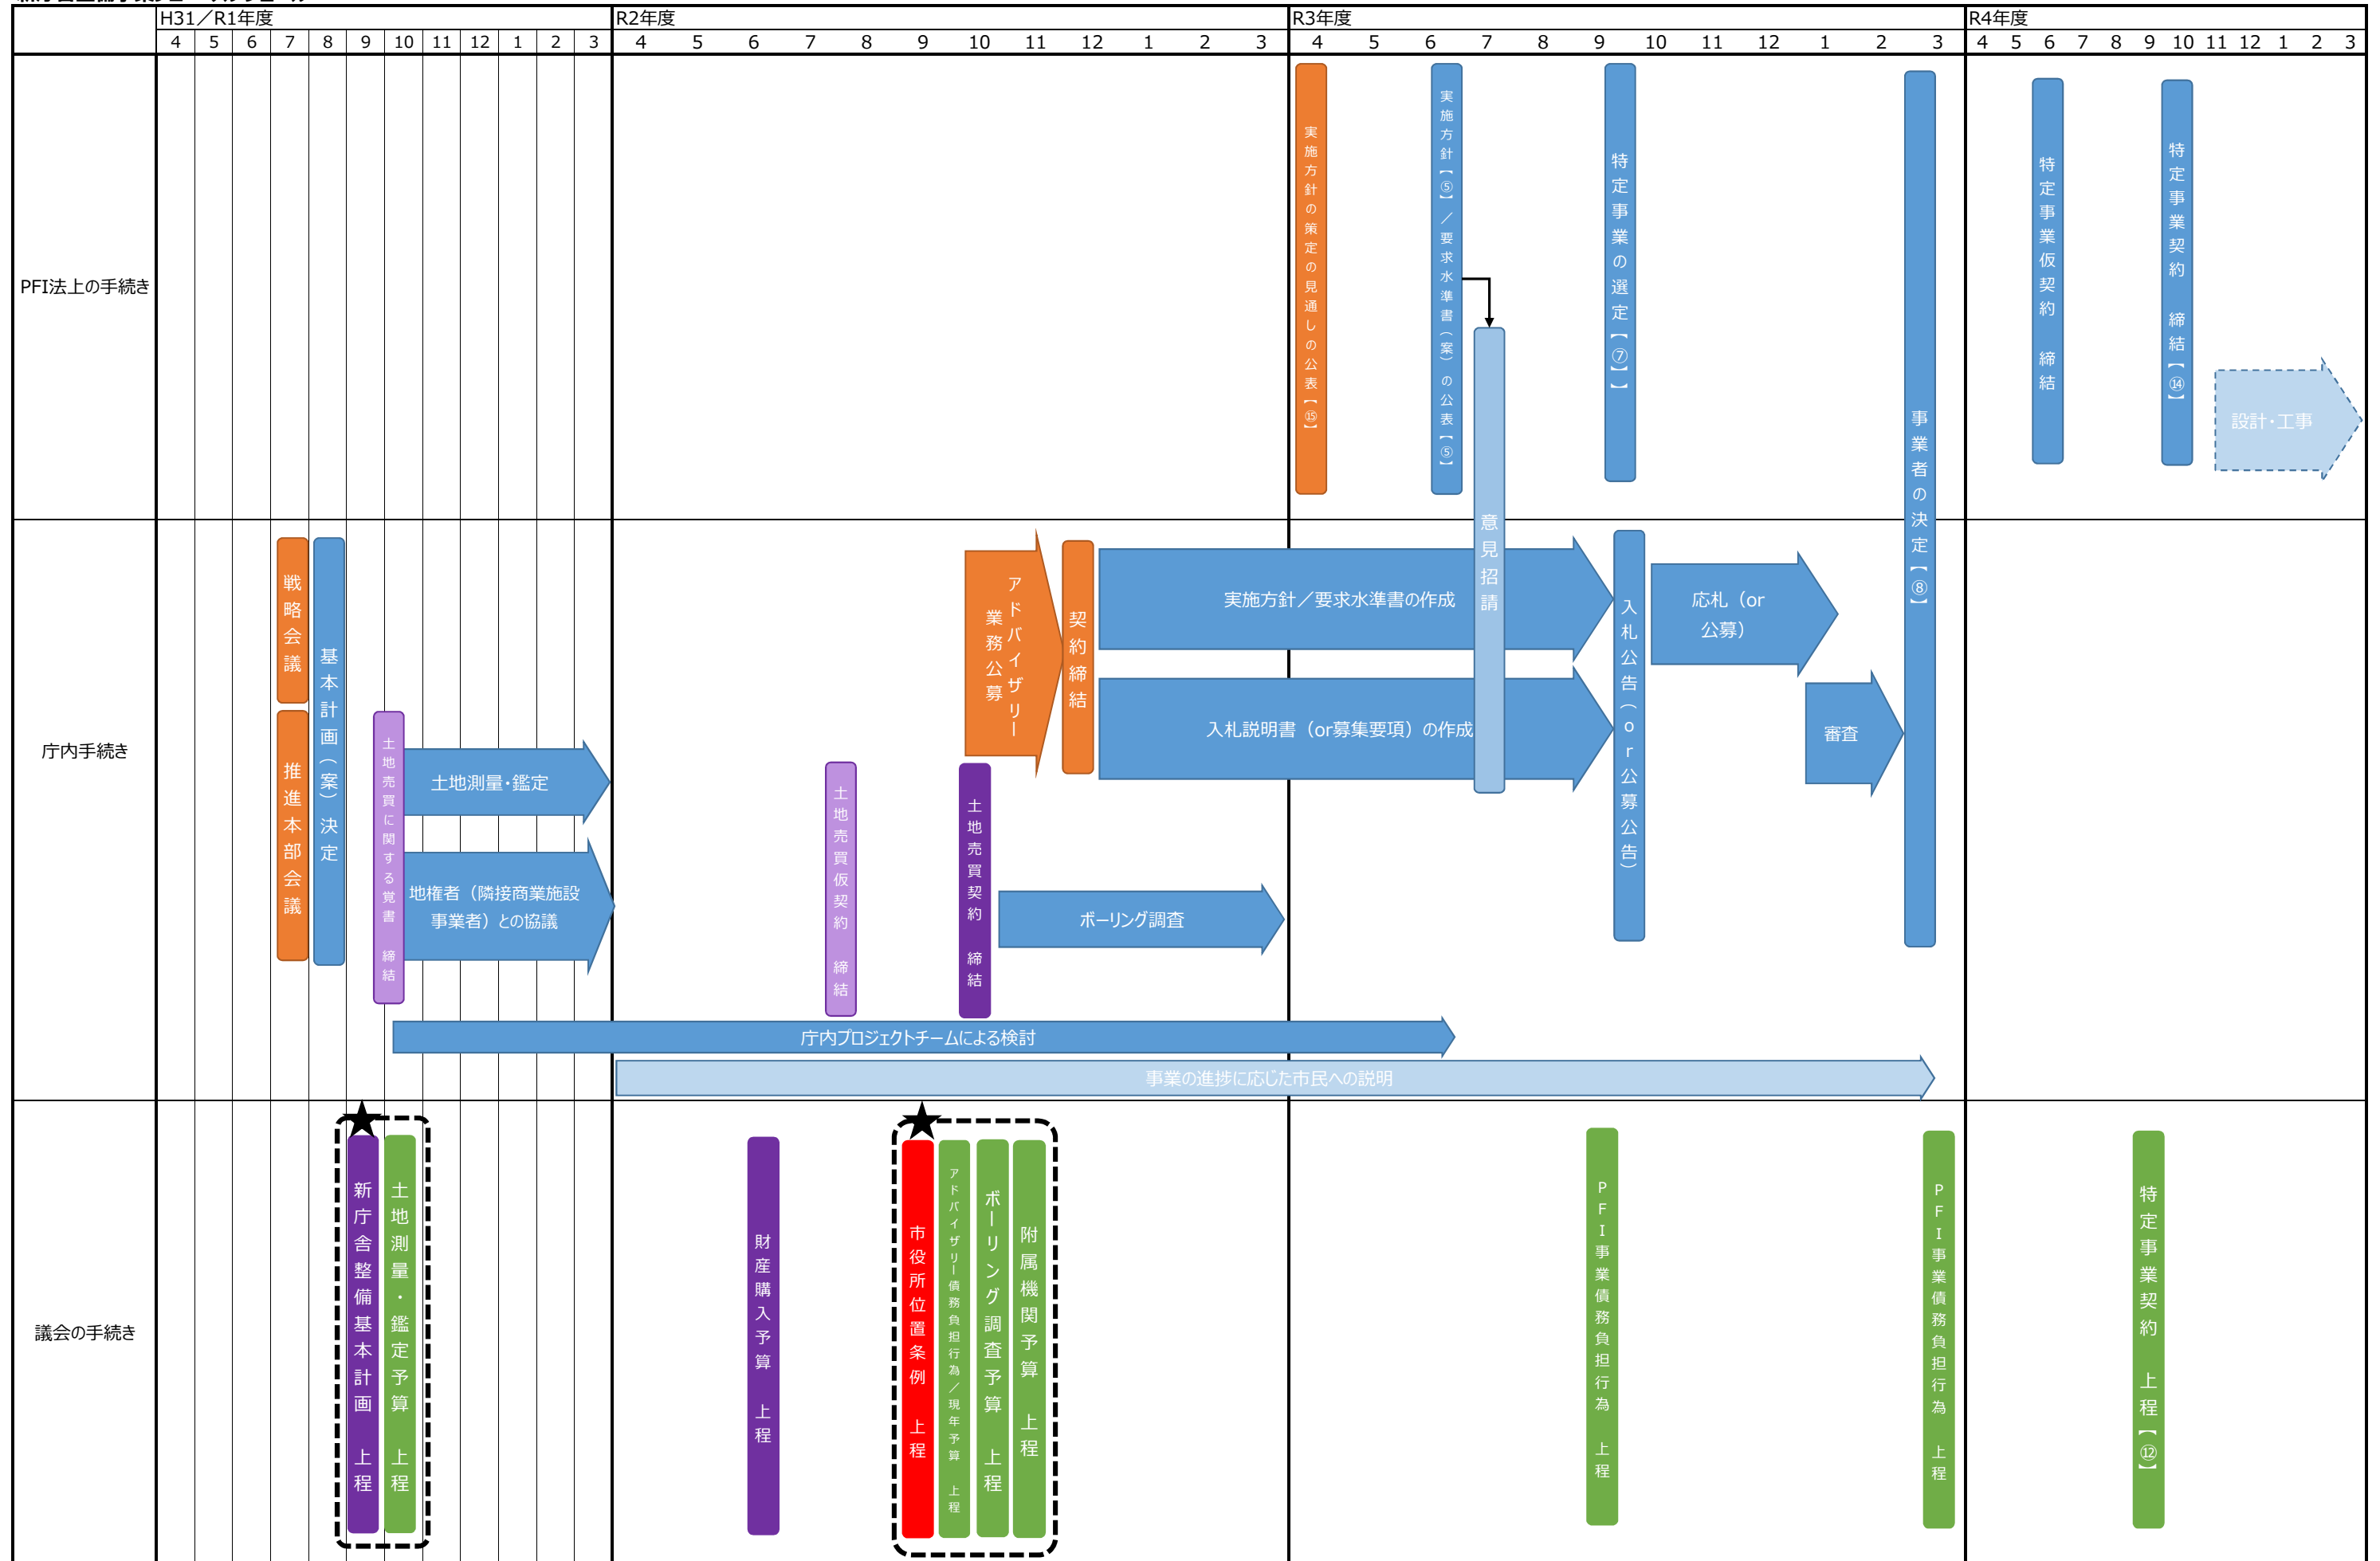 H31／R1年度
R2年度
R3年度
R4年度
4 5 6 7 8 9 10 11 12 1 2 3
4 5 6 7 8 9 10 11 12 1 2 3
4 5 6 7 8 9 10 11 12 1 2 3
4 5 6 7 8 9 10 11 12 1 2 3
PFI法上の手続き
実施方針の策定の見通しの公表【⑮】
実施方針【⑤】／要求水準書（案）の公表【⑤】
意見招請
特定事業の選定【⑦】】
事業者の決定【⑧】
特定事業仮契約　締結
特定事業契約　締結【⑭】
設計・工事
庁内手続き
戦略会議
推進本部会議
基本計画（案）決定
土地売買に関する覚書　締結
土地測量・鑑定
地権者（隣接商業施設
事業者）との協議
土地売買仮契約　締結
土地売買契約　締結
アドバイザリー
業務公募
契約締結
実施方針／要求水準書の作成
入札説明書（or募集要項）の作成
ボーリング調査
入札公告（or公募公告）
応札（or
公募）
審査
庁内プロジェクトチームによる検討
事業の進捗に応じた市民への説明
議会の手続き
新庁舎整備基本計画　上程
土地測量・鑑定予算　上程
財産購入予算　上程
市役所位置条例　上程
アドバイザリー債務負担行為／現年予算　上程
ボーリング調査予算　上程
附属機関予算　上程
PFI事業債務負担行為　上程
PFI事業債務負担行為　上程
特定事業契約　上程【⑫】